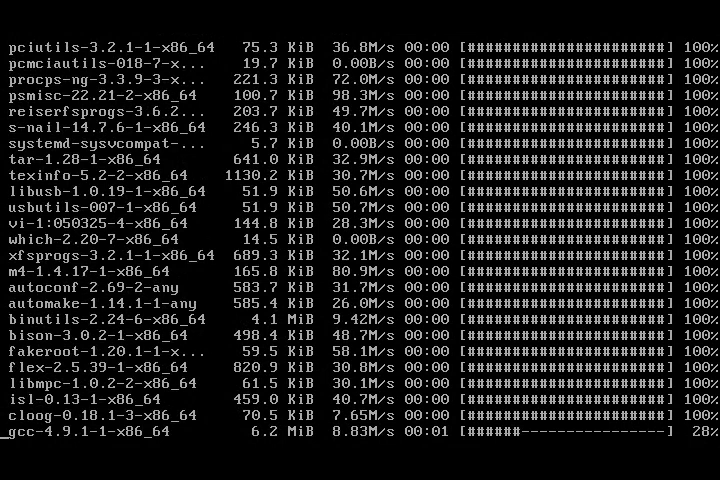 pciutils-3.2.1-1-x86_64 75.3 KiB 36.8M/s 00:00 [######################] 100%
pcmciautils-018-7-x... 19.7 KiB 0.00B/s 00:00 [######################] 100%
procps-ng-3.3.9-3-x... 221.3 KiB 72.0M/s 00:00 [######################] 100%
psmisc-22.21-2-x86_64 100.7 KiB 98.3M/s 00:00 [######################] 100%
reiserfsprogs-3.6.2... 203.7 KiB 49.7M/s 00:00 [######################] 100%
s-nail-14.7.6-1-x86_64 246.3 KiB 40.1M/s 00:00 [######################] 100%
systemd-sysvcompat-... 5.7 KiB 0.00B/s 00:00 [######################] 100%
tar-1.28-1-x86_64 641.0 KiB 32.9M/s 00:00 [######################] 100%
texinfo-5.2-2-x86_64 1130.2 KiB 30.7M/s 00:00 [######################] 100%
libusb-1.0.19-1-x86_64 51.9 KiB 50.6M/s 00:00 [######################] 100%
usbutils-007-1-x86_64 51.9 KiB 50.7M/s 00:00 [######################] 100%
vi-1:050325-4-x86_64 144.8 KiB 28.3M/s 00:00 [######################] 100%
which-2.20-7-x86_64 14.5 KiB 0.00B/s 00:00 [######################] 100%
xfsprogs-3.2.1-1-x86_64 689.3 KiB 32.1M/s 00:00 [######################] 100%
m4-1.4.17-1-x86_64 165.8 KiB 80.9M/s 00:00 [######################] 100%
autoconf-2.69-2-any 583.7 KiB 31.7M/s 00:00 [######################] 100%
automake-1.14.1-1-any 585.4 KiB 26.0M/s 00:00 [######################] 100%
binutils-2.24-6-x86_64 4.1 MiB 9.42M/s 00:00 [######################] 100%
bison-3.0.2-1-x86_64 498.4 KiB 48.7M/s 00:00 [######################] 100%
fakeroot-1.20.1-1-x... 59.5 KiB 58.1M/s 00:00 [######################] 100%
flex-2.5.39-1-x86_64 820.9 KiB 30.8M/s 00:00 [######################] 100%
libmpc-1.0.2-2-x86_64 61.5 KiB 30.1M/s 00:00 [######################] 100%
isl-0.13-1-x86_64 459.0 KiB 40.7M/s 00:00 [######################] 100%
cloog-0.18.1-3-x86_64 70.5 KiB 7.65M/s 00:00 [######################] 100%
gcc-4.9.1-1-x86_64 6.2 MiB 8.83M/s 00:01 [######----------------] 28%